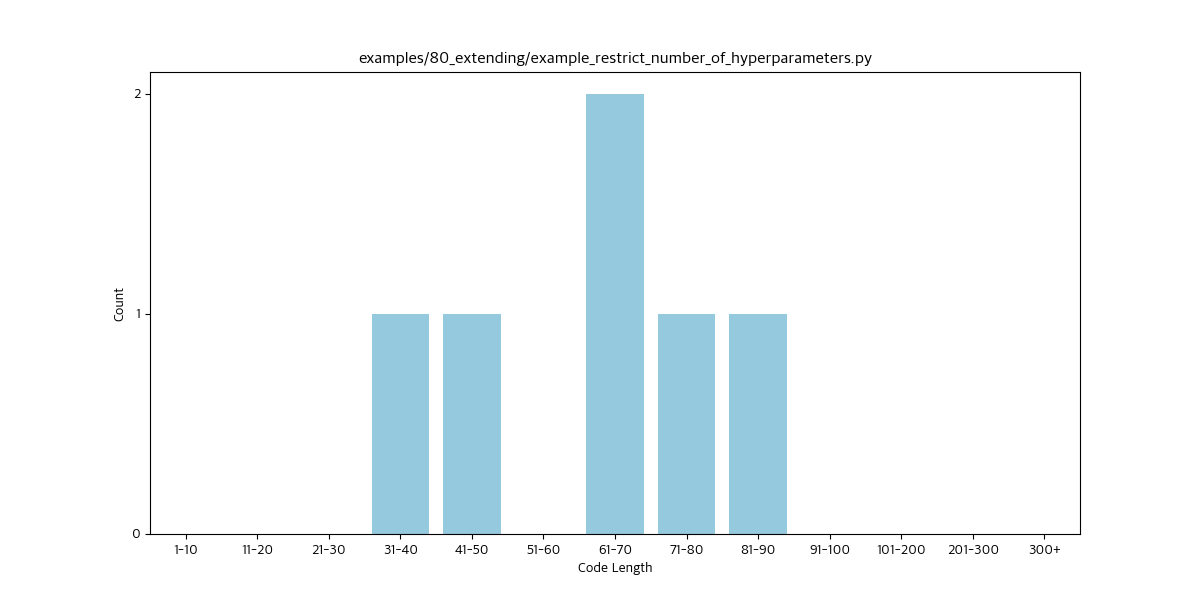 examples/80_extending/example_restrict_number_of_hyperparameters.py
Count
2
1
0
1-10 11-20 21-30 31-40 41-50 51-60 61-70 71-80 81-90 91-100 101-200 201-300 300+
Code Length